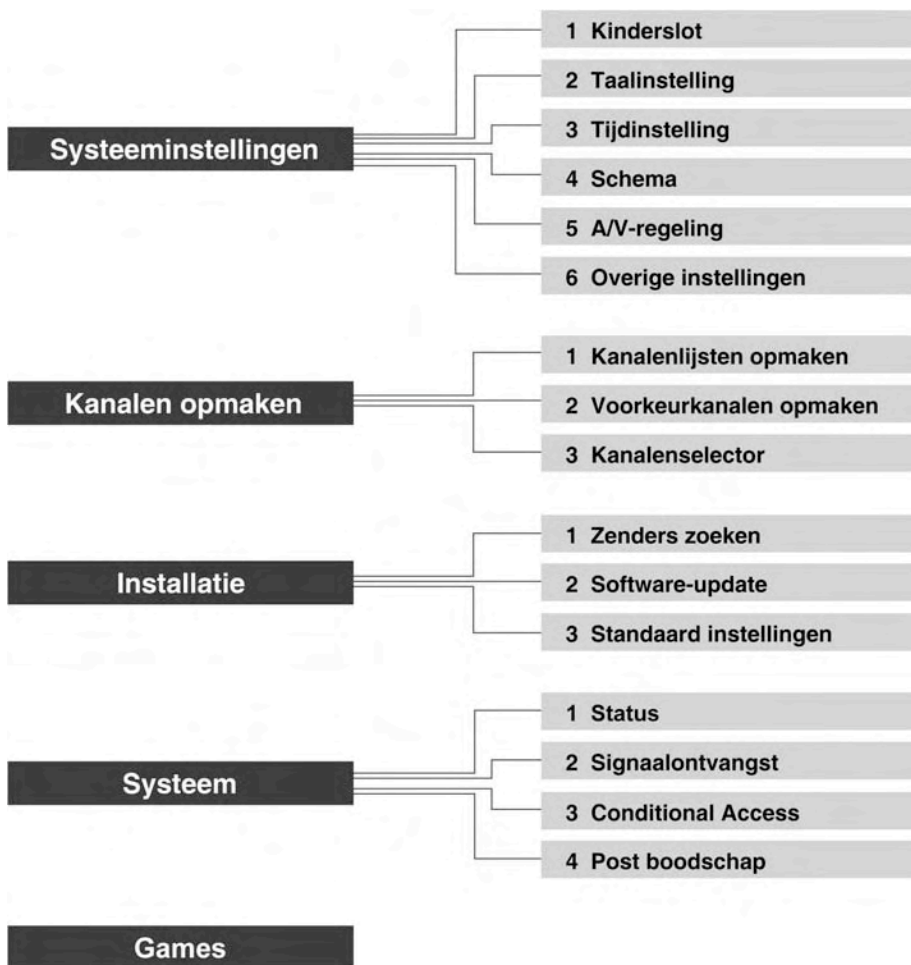 Systeeminstellingen
1 Kinderslot
2 Taalinstelling
3 Tijdinstelling
4 Schema
5 A/V-regeling
6 Overige instellingen
Kanalen opmaken
1 Kanalenlijsten opmaken
2 Voorkeurkanalen opmaken
3 Kanalenselector
Installatie
1 Zenders zoeken
2 Software-update
3 Standaard instellingen
Systeem
1 Status
2 Signaalontvangst
3 Conditional Access
4 Post boodschap
Games